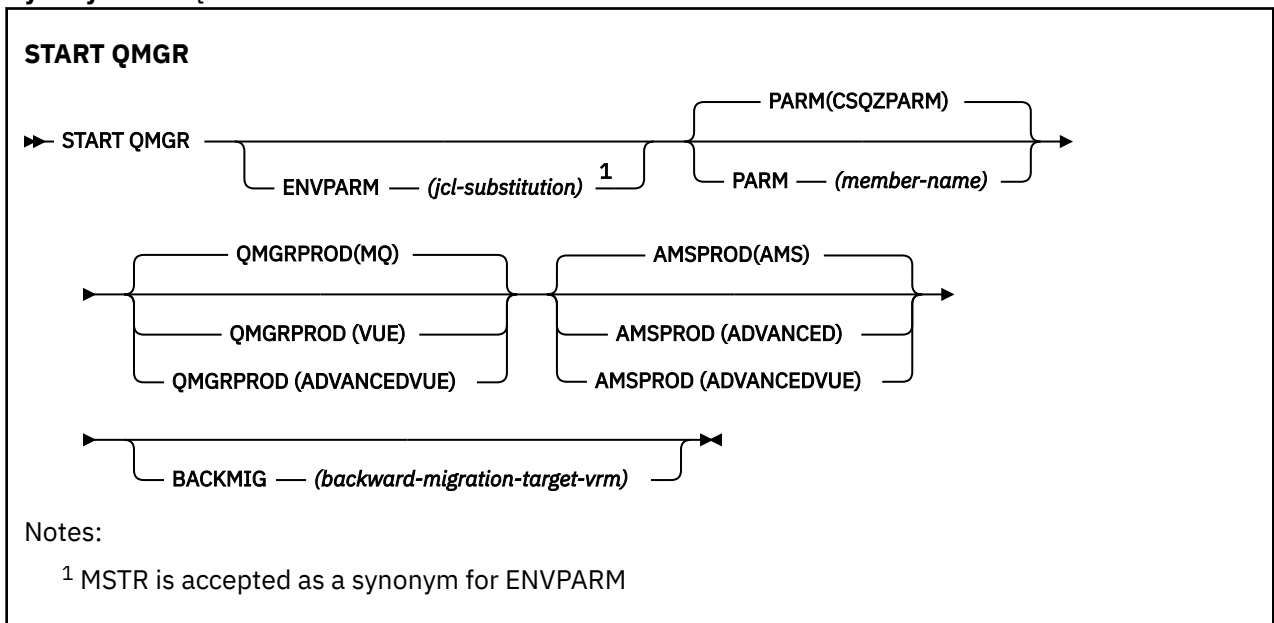 START QMGR
PARM(CSQZPARM)
START QMGR
ENVPARM (jcl-substitution) 1
PARM (member-name)
QMGRPROD(MQ) AMSPROD(AMS)
QMGRPROD (VUE) AMSPROD (ADVANCED)
QMGRPROD (ADVANCEDVUE) AMSPROD (ADVANCEDVUE)
BACKMIG (backward-migration-target-vrm)
Notes:
1 MSTR is accepted as a synonym for ENVPARM